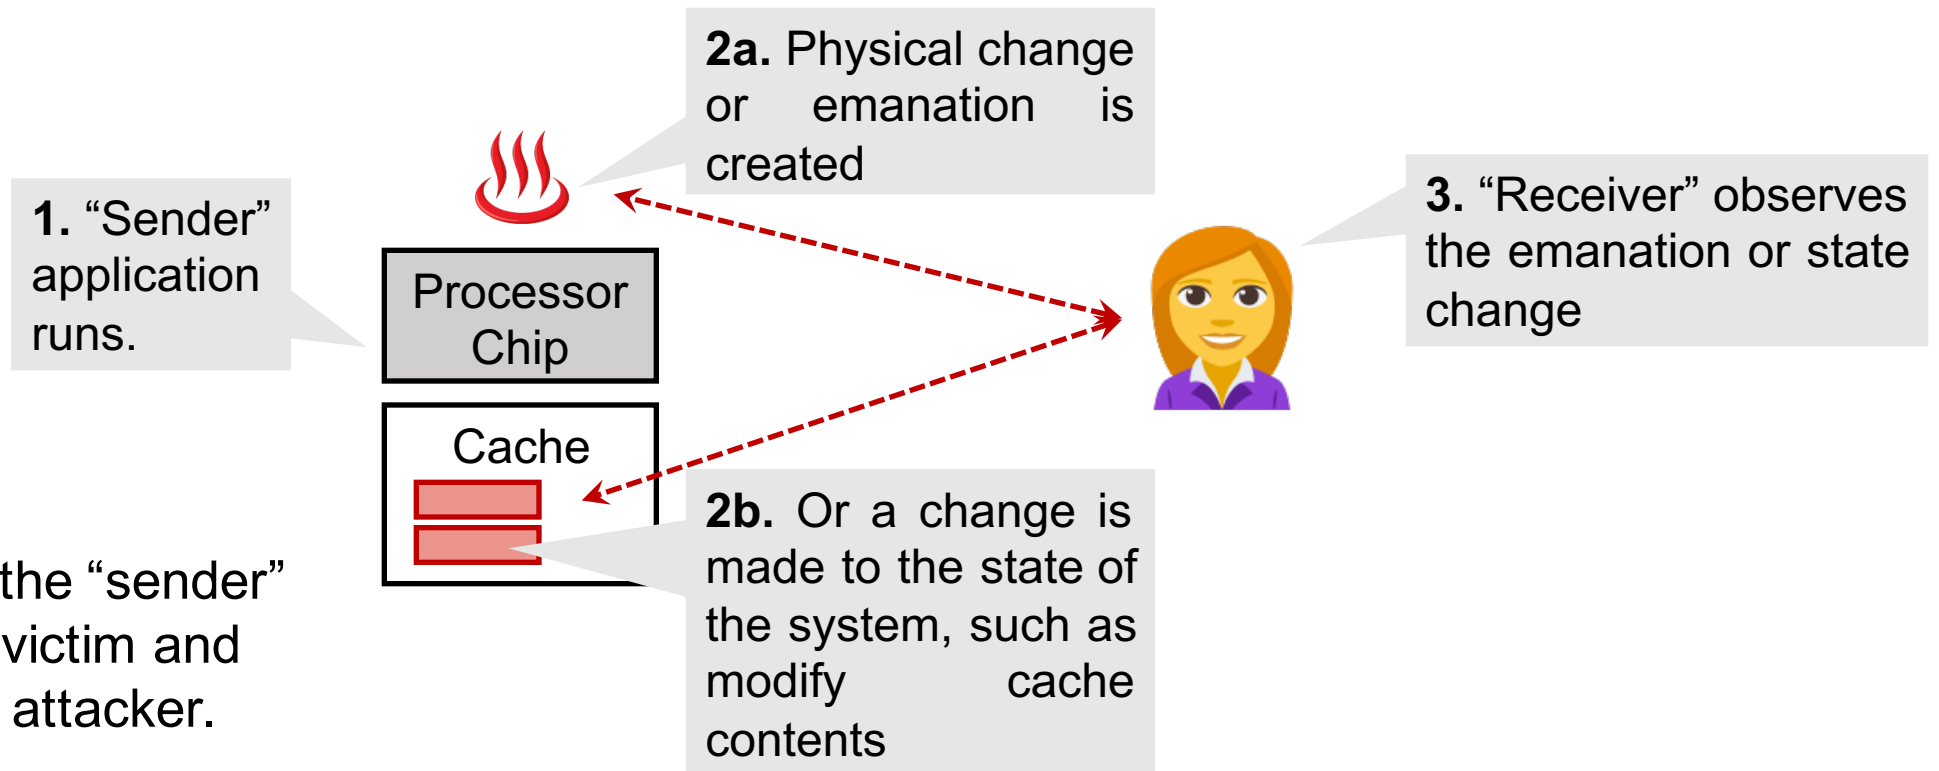 1. “Sender”
application
runs.
2a. Physical change
or emanation is
created
Processor
Chip
Cache
2b. Or a change is
made to the state of
the system, such as
modify cache
contents
3. “Receiver” observes
the emanation or state
change
the “sender”
victim and
attacker.